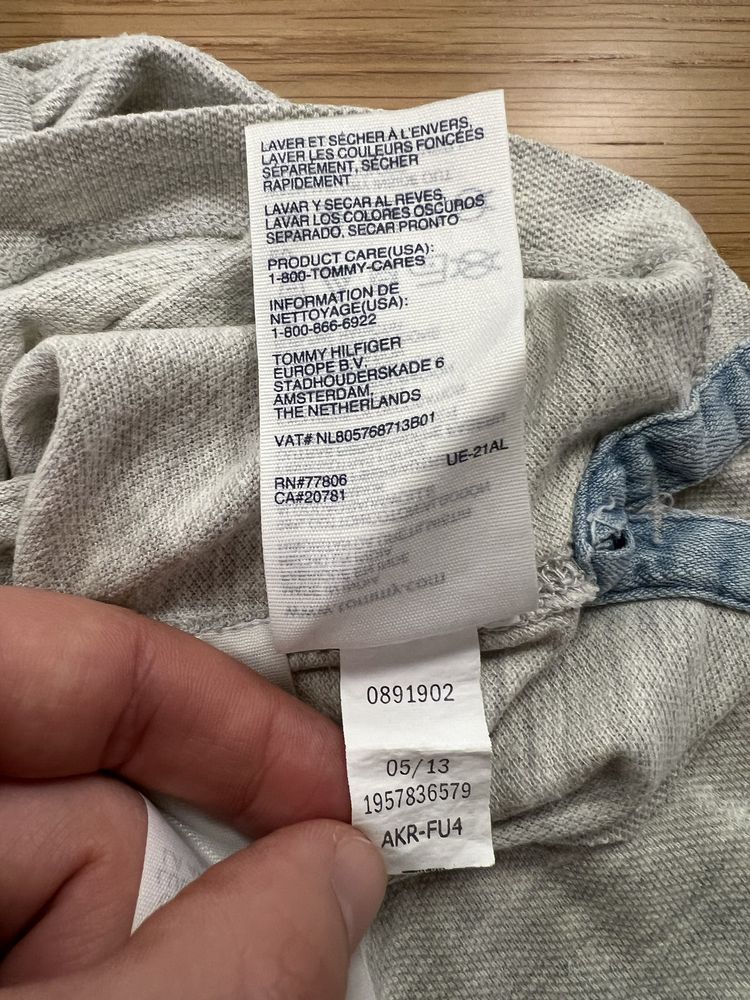 LAVER ET SÉCHER À L'ENVERS,
LAVER LES COULEURS FONCÉES
SÉPARÉMENT, SÉCHER
RAPIDEMENT
LAVAR Y SECAR AL REVES,
LAVAR LOS COLORES OSCUROS
SEPARADO, SECAR PRONTO
PRODUCT CARE(USA):
1-800-TOMMY-CARES
INFORMATION DE
NETTOYAGE(USA):
1-800-866-6922
TOMMY HILFIGER
EUROPE B.V.
STADHOUDERSKADE 6
AMSTERDAM,
THE NETHERLANDS
VAT# NL805768713B01
UE-21AL
RN#77806
CA#20781
0891902
05/13
1957836579
AKR-FU4